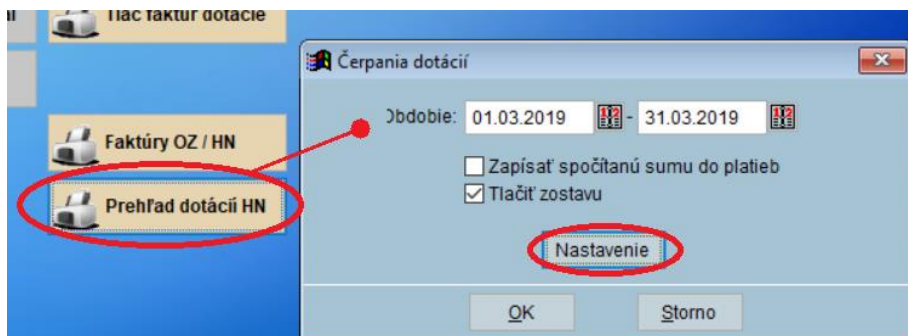 Tlač faktúr dotácie
Čerpania dotácií
Obdobie: 01.03.2019 - 31.03.2019
Faktúry OZ / HN
Zapísať spočítanú sumu do platieb
Tlačiť zostavu
Prehľad dotácií HN
Nastavenie
OK
Storno